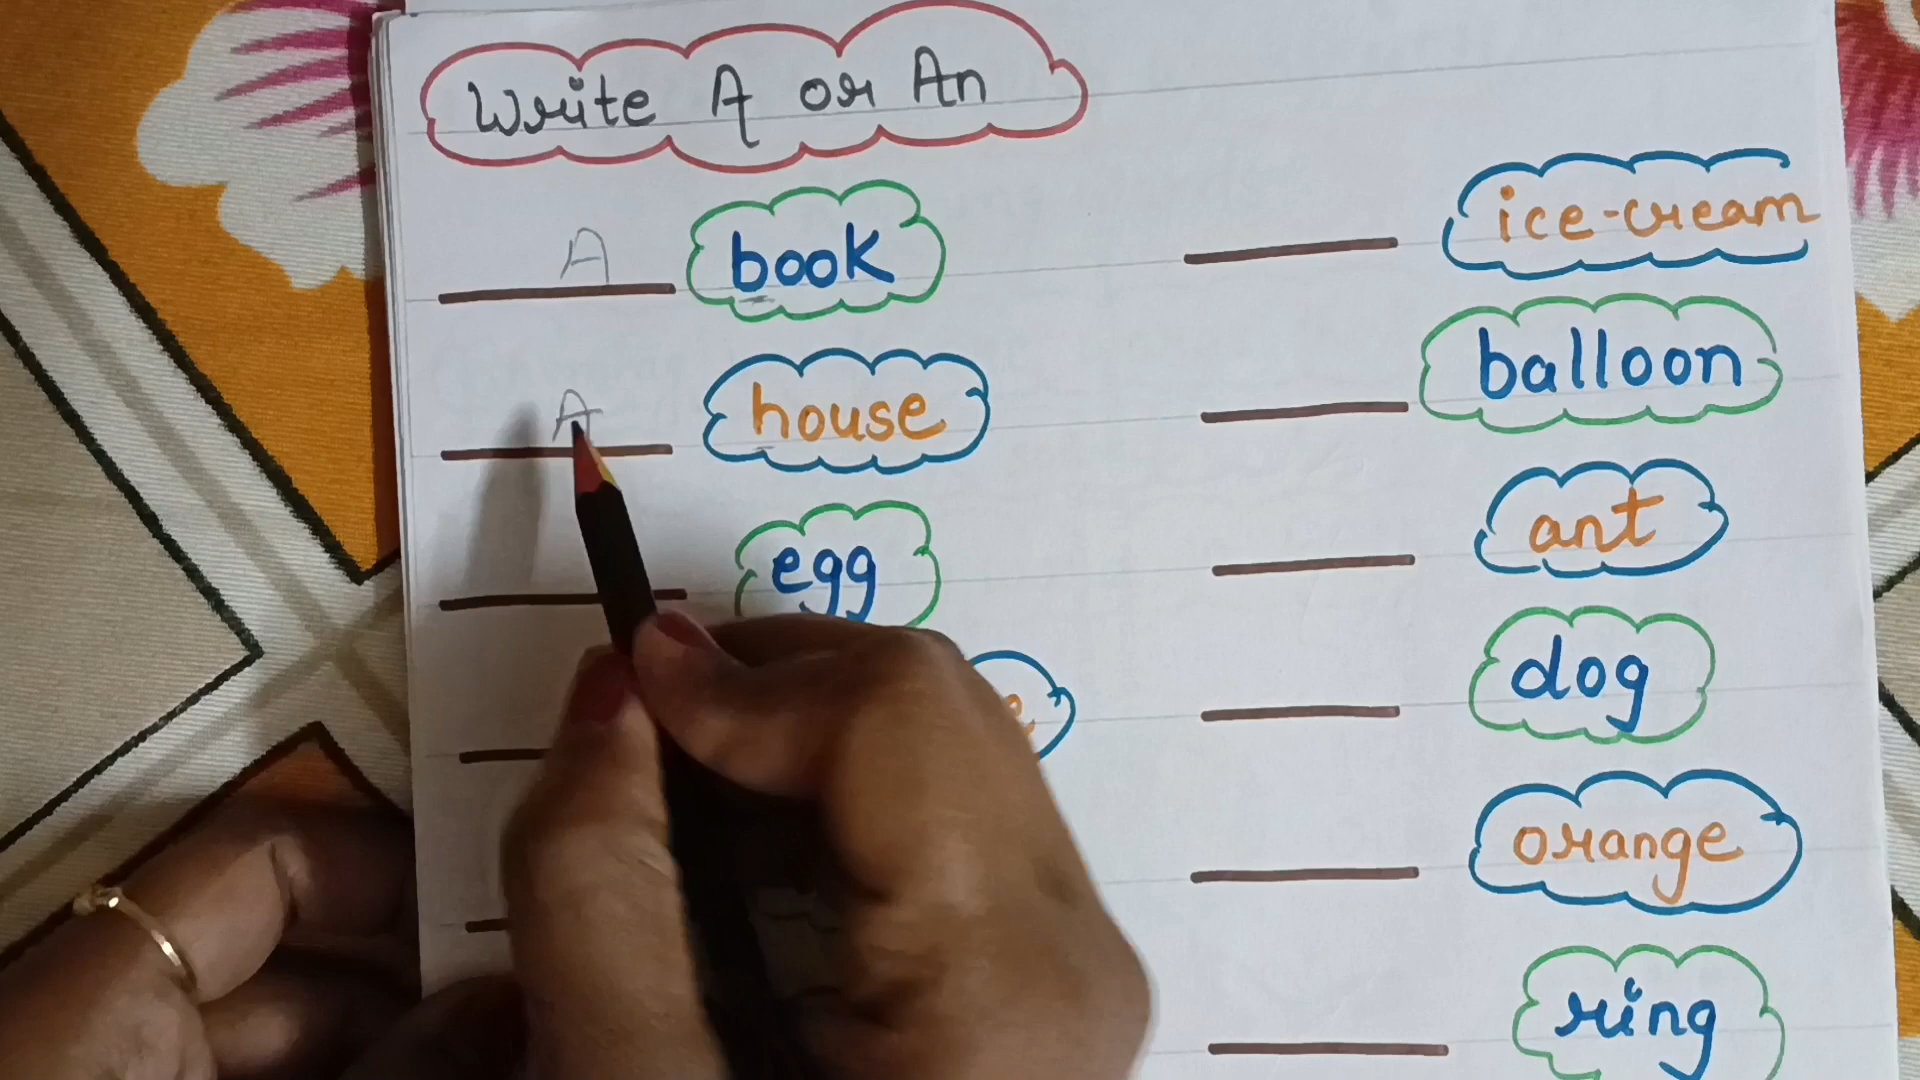 Write A or An
A book
A house
egg
ice-cream
balloon
ant
dog
orange
ring